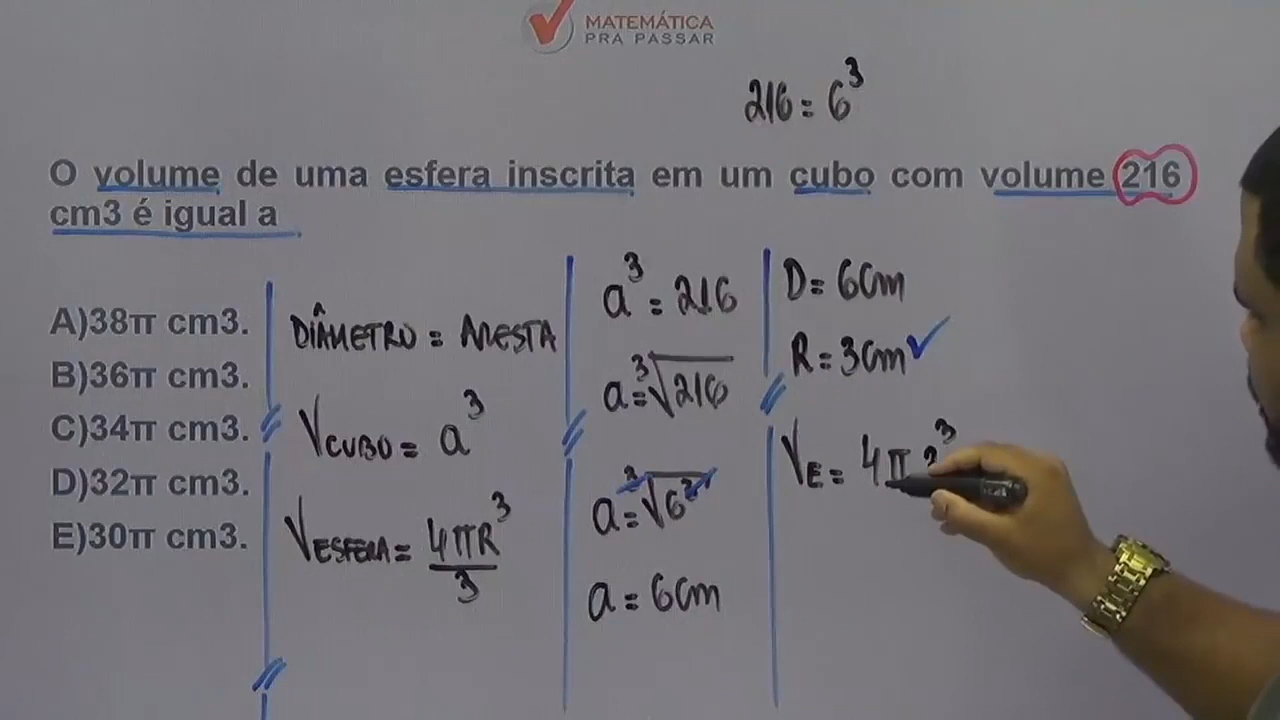 MATEMÁTICA
PRA PASSAR
216 = 6³
O volume de uma esfera inscrita em um cubo com volume 216
cm3 é igual a
A)38π cm3.
B)36π cm3.
C)34π cm3.
D)32π cm3.
E)30π cm3.
DIÂMETRO = ARESTA
V CUBO = a³
V ESFERA = 4πR³
3
a³ = 216
a = ³√216
a = ³√6³
a = 6cm
D = 6cm
R = 3cm ✓
V E = 4π 3³